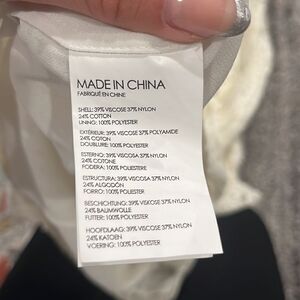 MADE IN CHINA
FABRIQUÉ EN CHINE
SHELL: 39% VISCOSE 37% NYLON
24% COTTON
LINING: 100% POLYESTER
EXTÉRIEUR: 39% VISCOSE 37% POLYAMIDE
24% COTON
DOUBLURE: 100% POLYESTER
ESTERNO: 39% VISCOSA 37% NYLON
24% COTONE
FODERA: 100% POLIESTERE
ESTRUCTURA: 39% VISCOSA 37% NYLON
24% ALGODÓN
FORRO: 100% POLIESTER
BESCHICHTUNG: 39% VISKOSE 37% NYLON
24% BAUMWOLLE
FUTTER: 100% POLYESTER
HOOFDLAAG: 39% VISCOSE 37% NYLON
24% KATOEN
VOERING: 100% POLYESTER